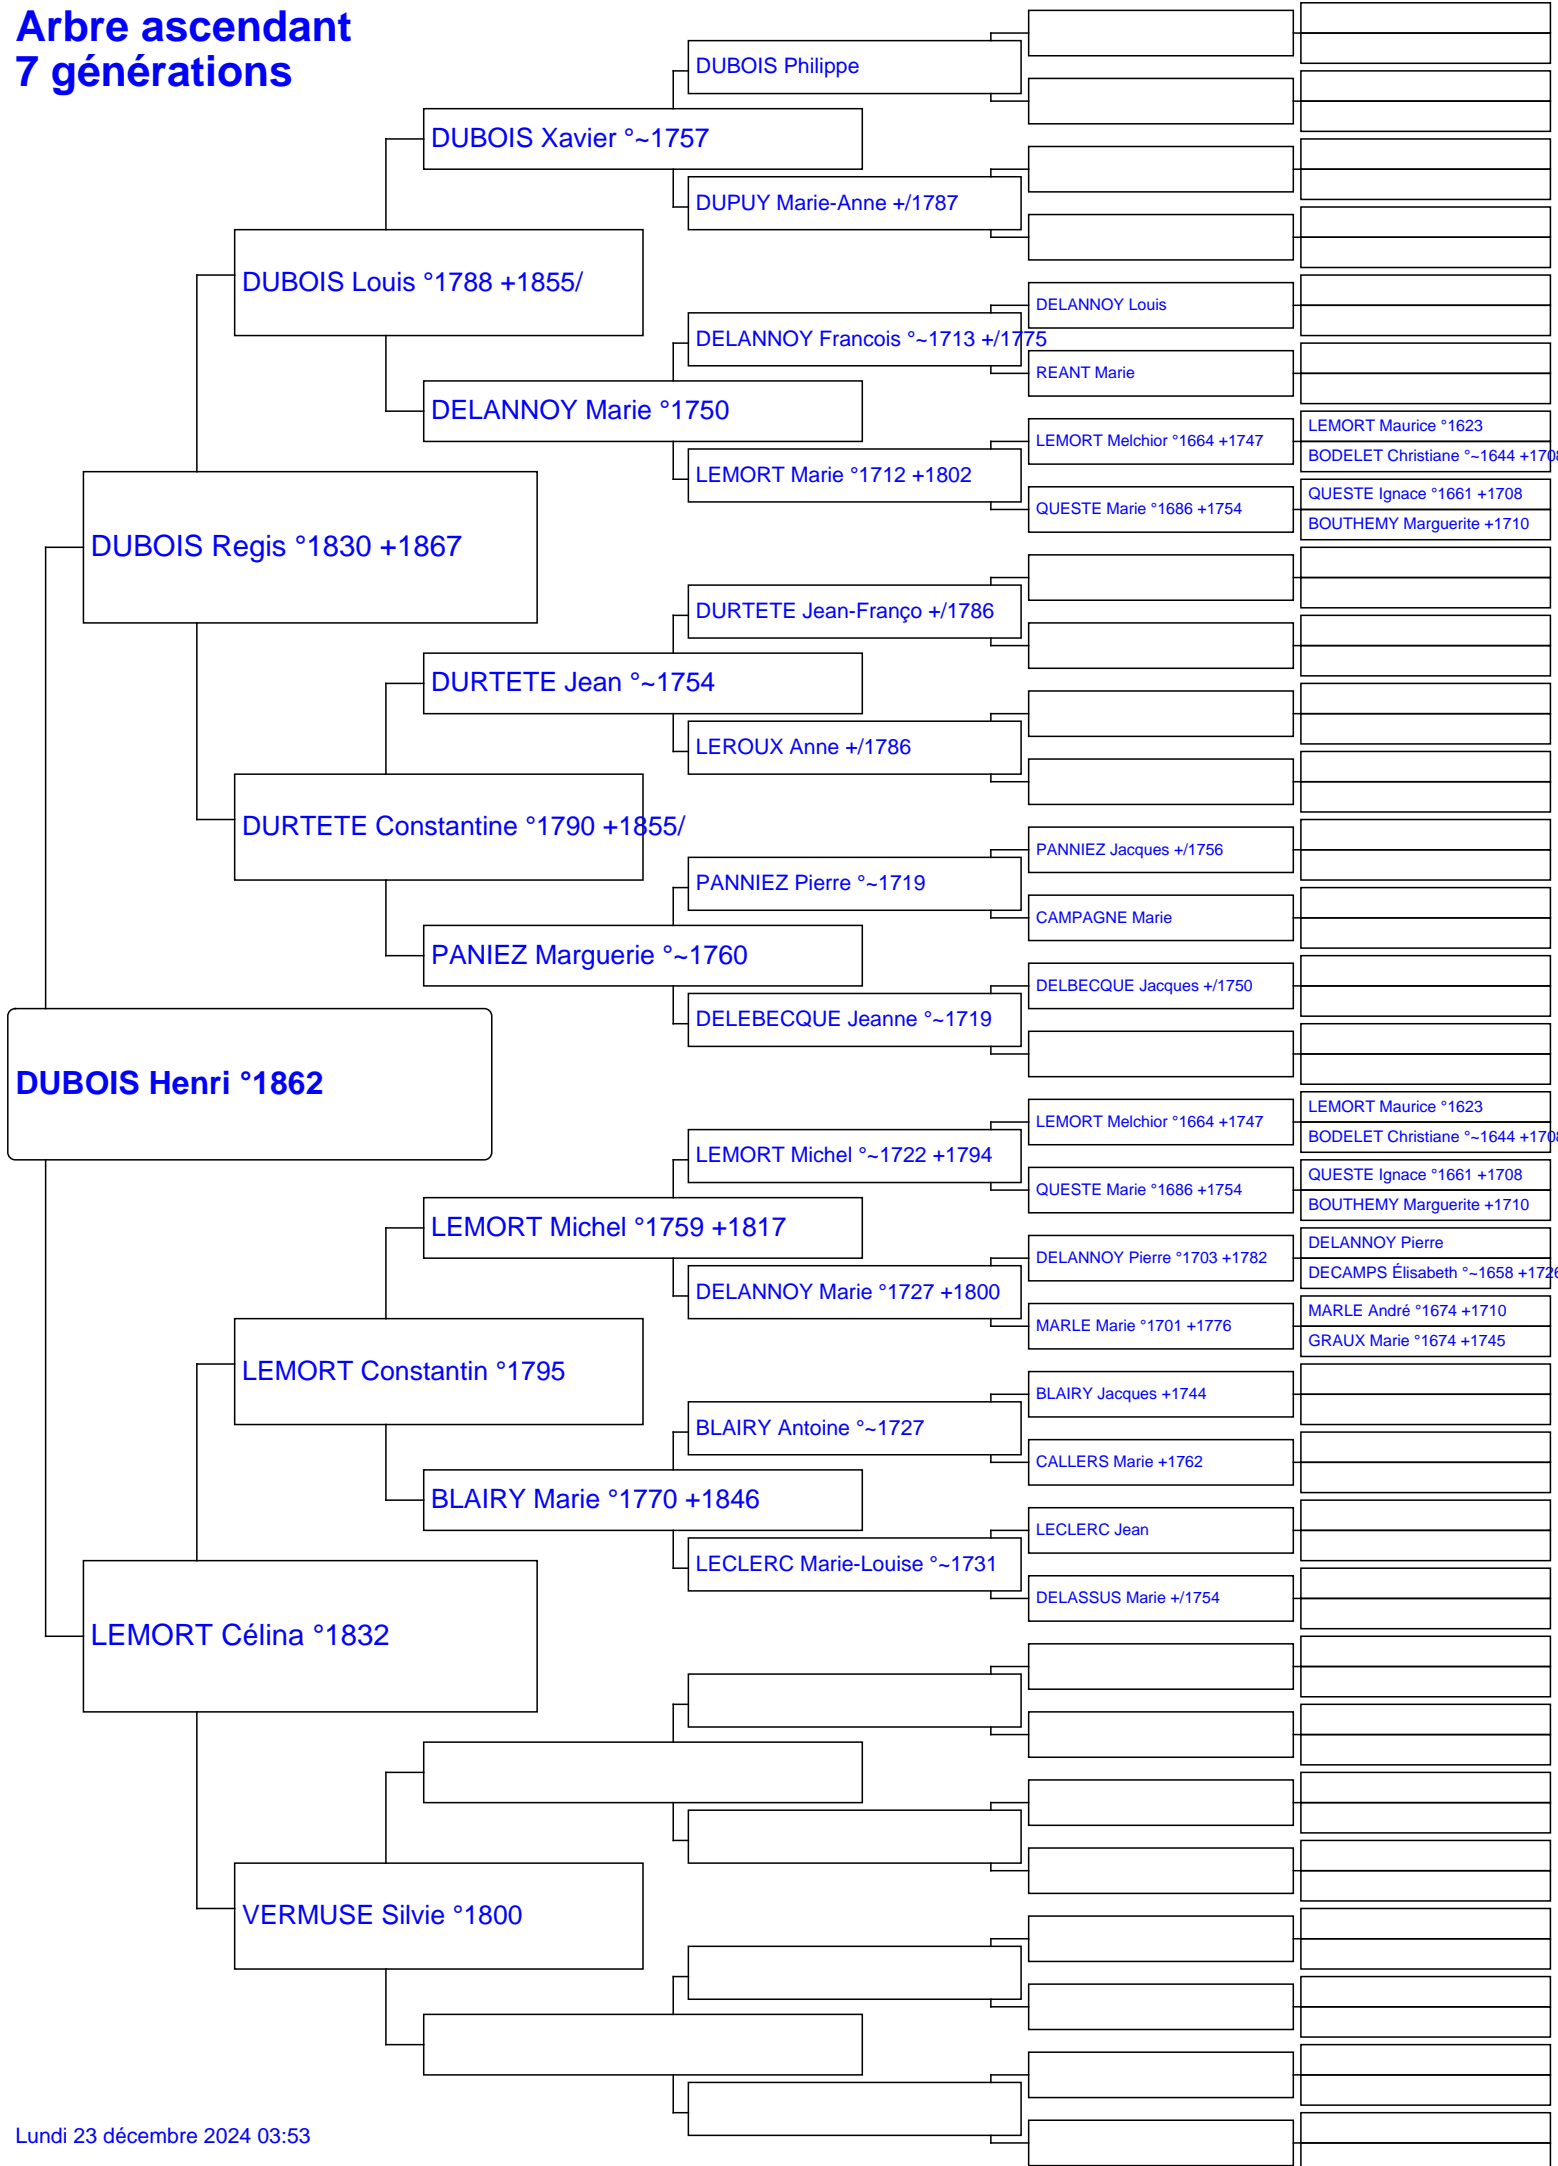 Arbre ascendant
7 générations
DUBOIS Philippe
DUBOIS Xavier °~1757
DUPUY Marie-Anne +/1787
DUBOIS Louis °1788 +1855/
DELANNOY Louis
DELANNOY Francois °~1713 +/1775
REANT Marie
DELANNOY Marie °1750
LEMORT Maurice °1623
LEMORT Melchior °1664 +1747
BODELET Christiane °~1644 +1708
LEMORT Marie °1712 +1802
QUESTE Ignace °1661 +1708
QUESTE Marie °1686 +1754
BOUTHEMY Marguerite +1710
DUBOIS Regis °1830 +1867
DURTETE Jean-Franço +/1786
DURTETE Jean °~1754
LEROUX Anne +/1786
DURTETE Constantine °1790 +1855/
PANNIEZ Jacques +/1756
PANNIEZ Pierre °~1719
CAMPAGNE Marie
PANIEZ Marguerie °~1760
DELBECQUE Jacques +/1750
DELEBECQUE Jeanne °~1719
DUBOIS Henri °1862
LEMORT Maurice °1623
LEMORT Melchior °1664 +1747
BODELET Christiane °~1644 +1708
LEMORT Michel °~1722 +1794
QUESTE Ignace °1661 +1708
QUESTE Marie °1686 +1754
BOUTHEMY Marguerite +1710
LEMORT Michel °1759 +1817
DELANNOY Pierre
DELANNOY Pierre °1703 +1782
DECAMPS Élisabeth °~1658 +1726
DELANNOY Marie °1727 +1800
MARLE André °1674 +1710
MARLE Marie °1701 +1776
GRAUX Marie °1674 +1745
LEMORT Constantin °1795
BLAIRY Jacques +1744
BLAIRY Antoine °~1727
CALLERS Marie +1762
BLAIRY Marie °1770 +1846
LECLERC Jean
LECLERC Marie-Louise °~1731
DELASSUS Marie +/1754
LEMORT Célina °1832
VERMUSE Silvie °1800
Lundi 23 décembre 2024 03:53